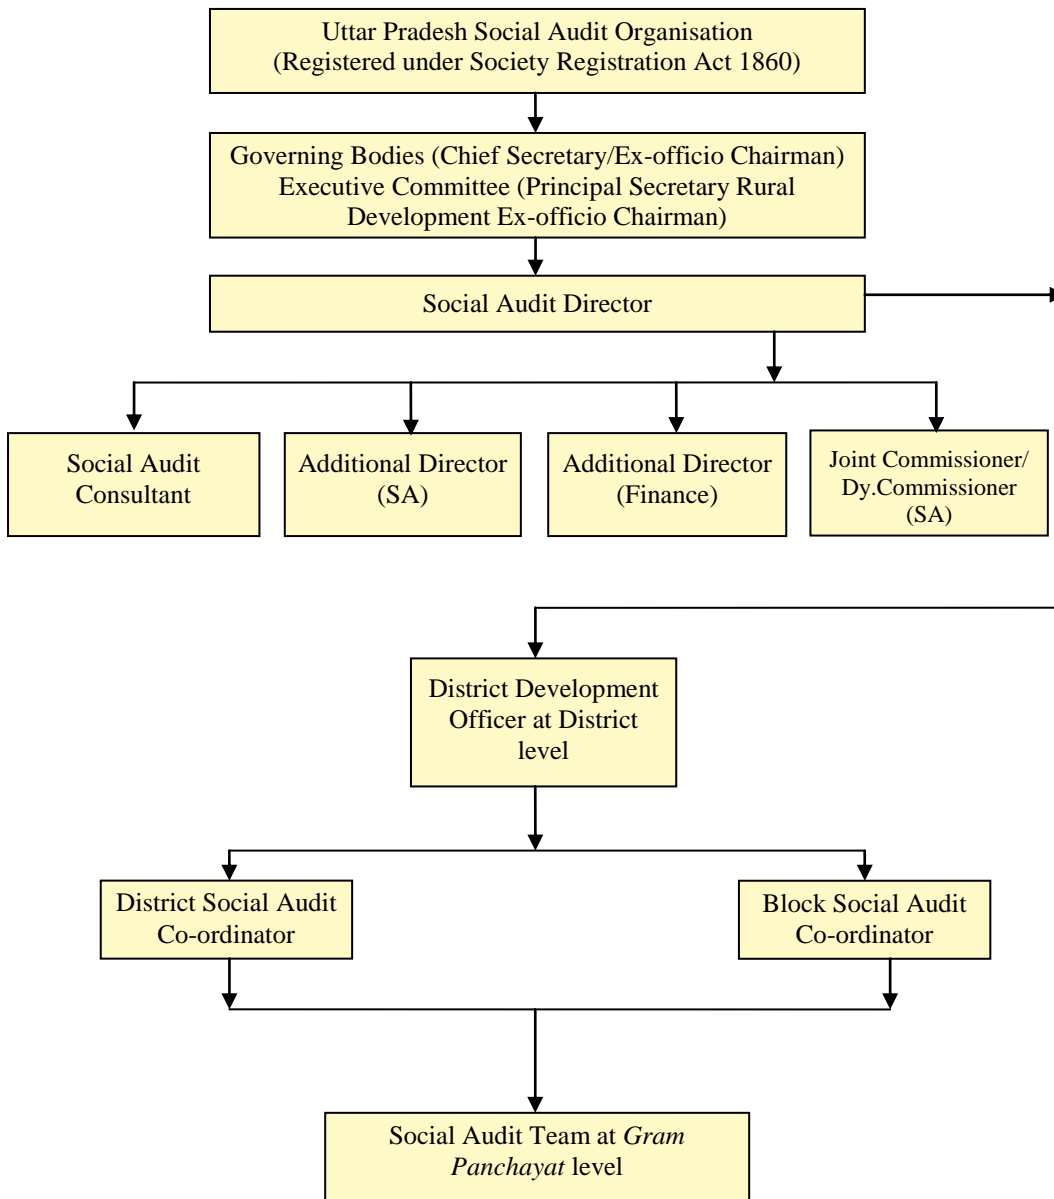 Uttar Pradesh Social Audit Organisation
(Registered under Society Registration Act 1860)
Governing Bodies (Chief Secretary/Ex-officio Chairman)
Executive Committee (Principal Secretary Rural
Development Ex-officio Chairman)
Social Audit Director
Social Audit
Consultant
Additional Director
(SA)
Additional Director
(Finance)
Joint Commissioner/
Dy.Commissioner
(SA)
District Development
Officer at District
level
District Social Audit
Co-ordinator
Block Social Audit
Co-ordinator
Social Audit Team at Gram
Panchayat level